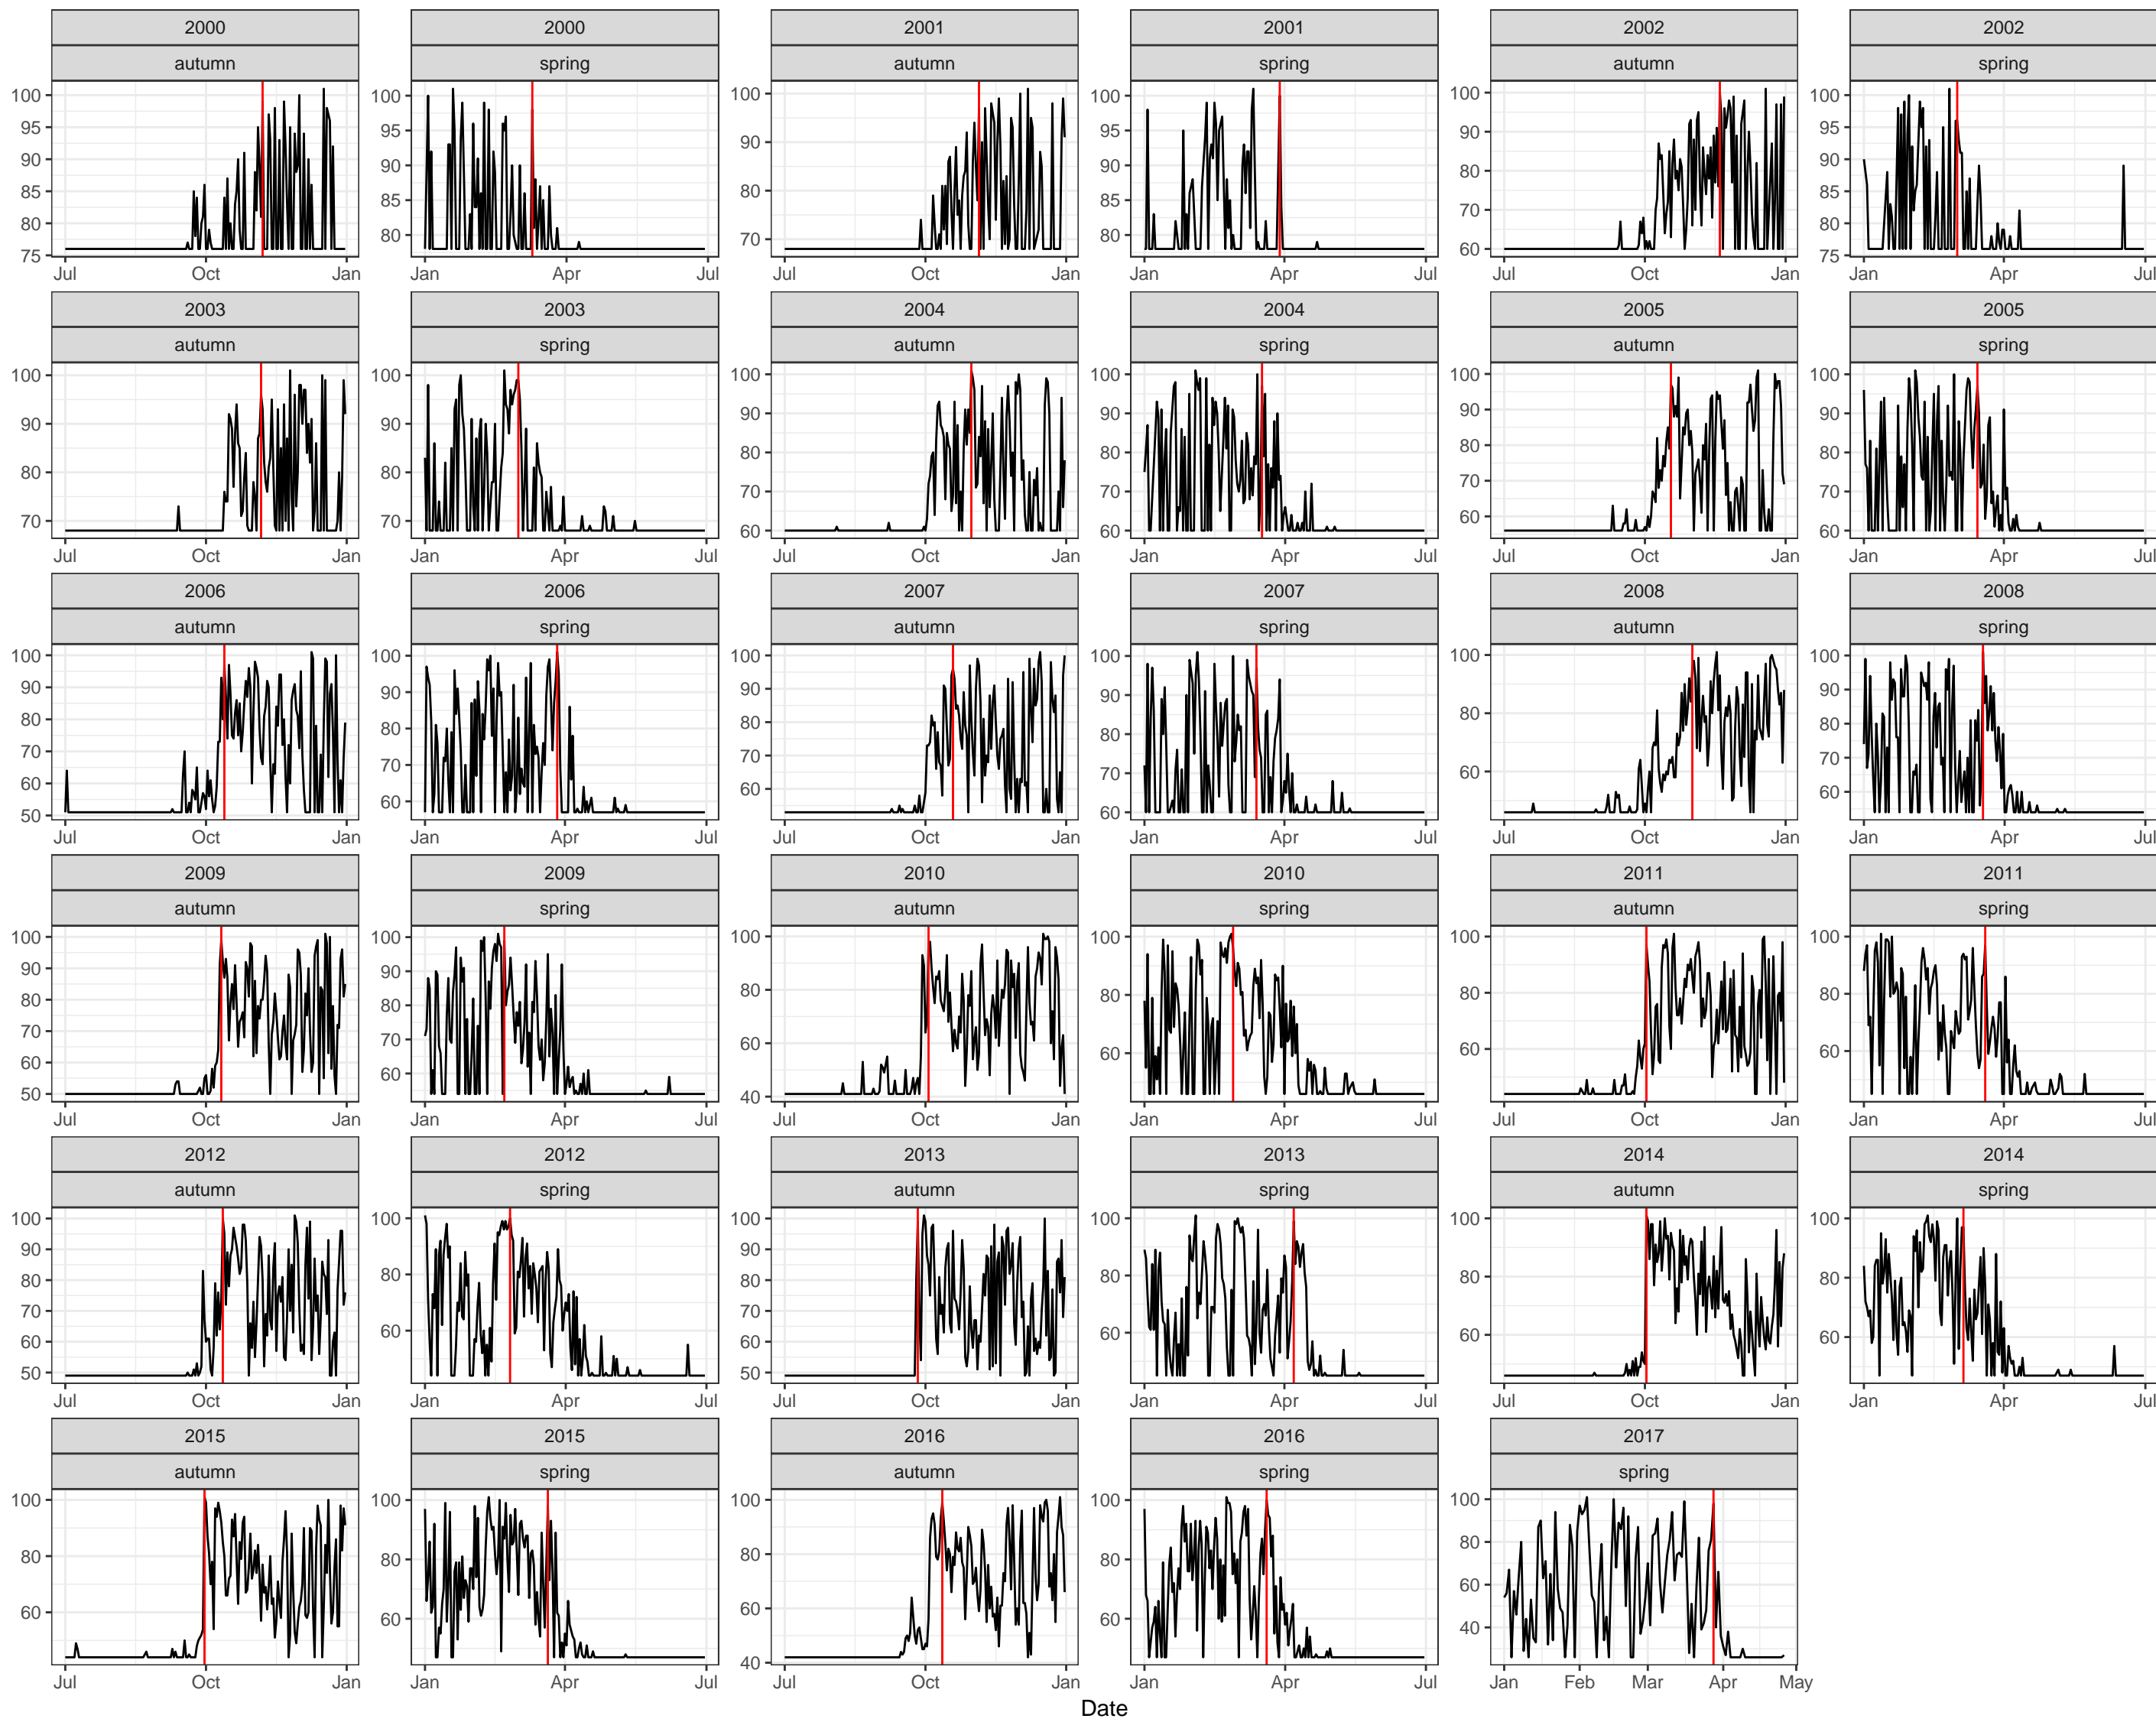 2000 2000 2001 2001 2002 2002
autumn spring autumn spring autumn spring
100 95 90 85 80 75 100 95 90 85 80 100 90 80 70 100 95 90 85 80 100 90 80 70 60 100 95 90 85 80 75
Jul Oct Jan Jan Apr Jul Jul Oct Jan Jan Apr Jul Jul Oct Jan Jan Apr Jul
2003 2003 2004 2004 2005 2005
autumn spring autumn spring autumn spring
100 90 80 70 100 90 80 70 100 90 80 70 60 100 90 80 70 60 100 90 80 70 60 100 90 80 70 60
Jul Oct Jan Jan Apr Jul Jul Oct Jan Jan Apr Jul Jul Oct Jan Jan Apr Jul
2006 2006 2007 2007 2008 2008
autumn spring autumn spring autumn spring
100 90 80 70 60 50 100 90 80 70 60 100 90 80 70 60 100 90 80 70 60 100 80 60 100 90 80 70 60
Jul Oct Jan Jan Apr Jul Jul Oct Jan Jan Apr Jul Jul Oct Jan Jan Apr Jul
2009 2009 2010 2010 2011 2011
autumn spring autumn spring autumn spring
100 90 80 70 60 50 100 90 80 70 60 100 80 60 40 100 80 60 100 80 60 100 80 60
Jul Oct Jan Jan Apr Jul Jul Oct Jan Jan Apr Jul Jul Oct Jan Jan Apr Jul
2012 2012 2013 2013 2014 2014
autumn spring autumn spring autumn spring
100 90 80 70 60 50 100 80 60 100 90 80 70 60 50 100 80 60 100 80 60 100 80 60
Jul Oct Jan Jan Apr Jul Jul Oct Jan Jan Apr Jul Jul Oct Jan Jan Apr Jul
2015 2015 2016 2016 2017
autumn spring autumn spring spring
100 80 60 100 80 60 100 80 60 40 100 80 60 100 80 60 40
Jul Oct Jan Jan Apr Jul Jul Oct Jan Jan Apr Jul Jan Feb Mar Apr May
Date